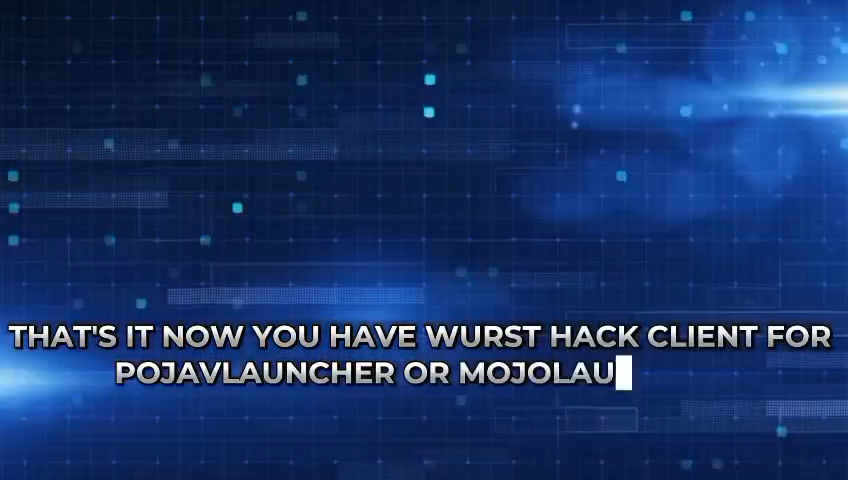 THAT'S IT NOW YOU HAVE WURST HACK CLIENT FOR
POJAVLAUNCHER OR MOJOLAU